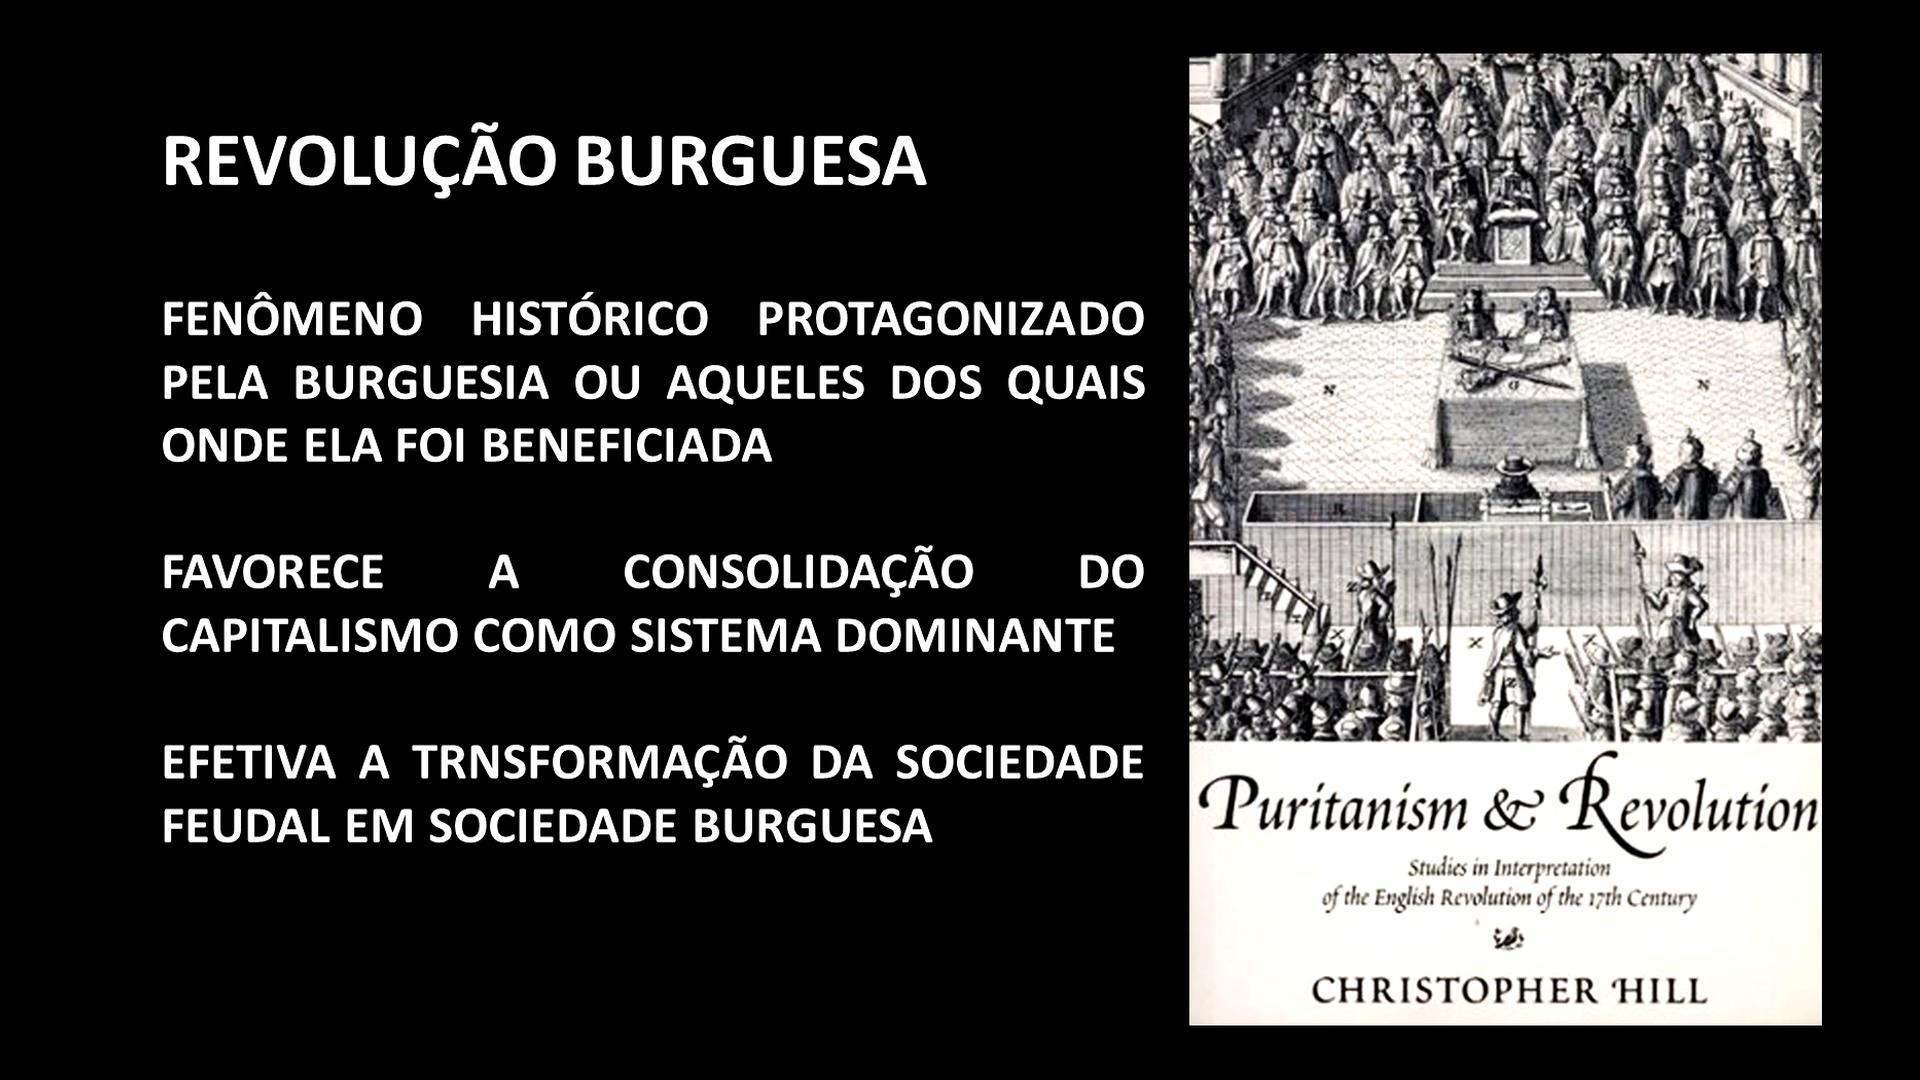 REVOLUÇÃO BURGUESA
FENÔMENO HISTÓRICO PROTAGONIZADO
PELA BURGUESIA OU AQUELES DOS QUAIS
ONDE ELA FOI BENEFICIADA
FAVORECE A CONSOLIDAÇÃO DO
CAPITALISMO COMO SISTEMA DOMINANTE
EFETIVA A TRNSFORMAÇÃO DA SOCIEDADE
FEUDAL EM SOCIEDADE BURGUESA
Puritanism & Revolution
Studies in Interpretation
of the English Revolution of the 17th Century
CHRISTOPHER HILL